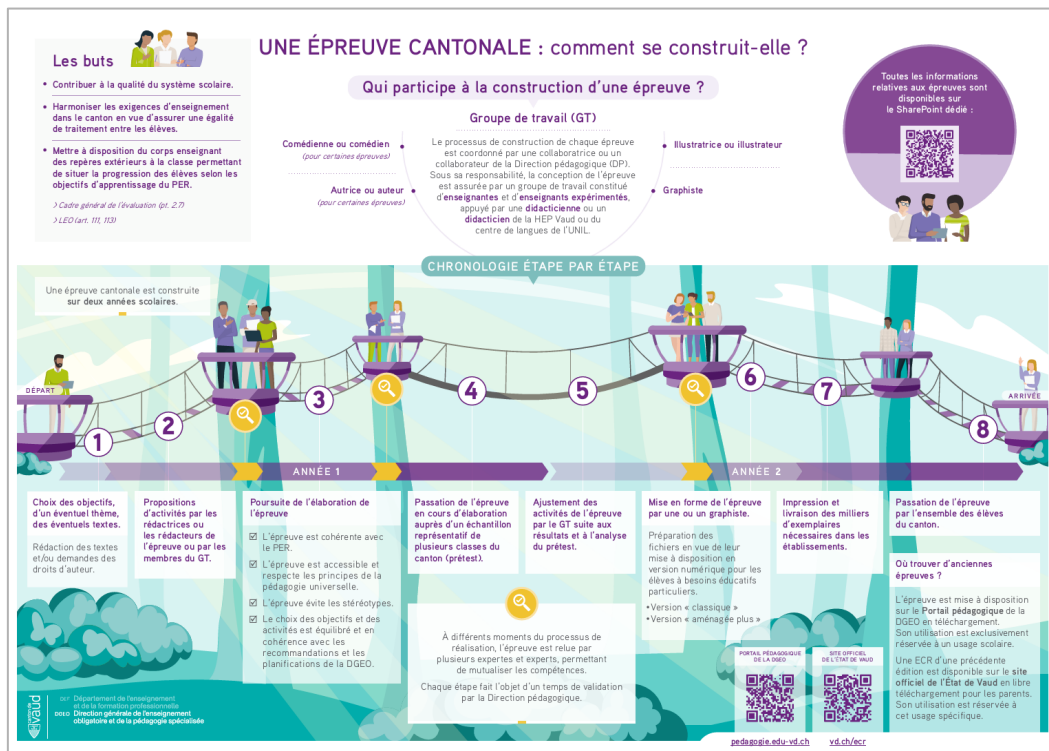 UNE ÉPREUVE CANTONALE : comment se construit-elle ?
Les buts
• Contribuer à la qualité du système scolaire.
• Harmoniser les exigences d'enseignement
dans le canton en vue d'assurer une égalité
de traitement entre les élèves.
• Mettre à disposition du corps enseignant
des repères extérieurs à la classe permettant
de situer la progression des élèves selon les
objectifs d'apprentissage du PER.
> Cadre général de l'évaluation (pt. 2.7)
> LEO (art. 111, 113)
Qui participe à la construction d'une épreuve ?
Groupe de travail (GT)
Le processus de construction de chaque épreuve
est coordonné par une collaboratrice ou un
collaborateur de la Direction pédagogique (DP).
Sous sa responsabilité, la conception de l'épreuve
est assurée par un groupe de travail constitué
d'enseignantes et d'enseignants expérimentés,
appuyé par une didacticienne ou un
didacticien de la HEP Vaud ou du
centre de langues de l'UNIL.
Comédienne ou comédien
(pour certaines épreuves)
Autrice ou auteur
(pour certaines épreuves)
• Illustratrice ou illustrateur
• Graphiste
Toutes les informations
relatives aux épreuves sont
disponibles sur
le SharePoint dédié :
CHRONOLOGIE ÉTAPE PAR ÉTAPE
Une épreuve cantonale est construite
sur deux années scolaires.
DÉPART
1
2
3
4
5
6
7
8
ARRIVÉE
ANNÉE 1
ANNÉE 2
Choix des objectifs,
d'un éventuel thème,
des éventuels textes.
Rédaction des textes
et/ou demandes des
droits d'auteur.
Propositions
d'activités par les
rédactrices ou
les rédacteurs de
l'épreuve ou par les
membres du GT.
Poursuite de l'élaboration de
l'épreuve
☑ L'épreuve est cohérente avec
le PER.
☑ L'épreuve est accessible et
respecte les principes de la
pédagogie universelle.
☑ L'épreuve évite les stéréotypes.
☑ Le choix des objectifs et des
activités est équilibré et en
cohérence avec les
recommandations et les
planifications de la DGEO.
Passation de l'épreuve
en cours d'élaboration
auprès d'un échantillon
représentatif de
plusieurs classes du
canton (prétest).
Ajustement des
activités de l'épreuve
par le GT suite aux
résultats et à l'analyse
du prétest.
À différents moments du processus de
réalisation, l'épreuve est relue par
plusieurs expertes et experts, permettant
de mutualiser les compétences.
Chaque étape fait l'objet d'un temps de validation
par la Direction pédagogique.
Mise en forme de l'épreuve
par une ou un graphiste.
Préparation des
fichiers en vue de leur
mise à disposition en
version numérique pour les
élèves à besoins éducatifs
particuliers.
• Version « classique »
• Version « aménagée plus »
Impression et
livraison des milliers
d'exemplaires
nécessaires dans les
établissements.
Passation de l'épreuve
par l'ensemble des élèves
du canton.
Où trouver d'anciennes
épreuves ?
L'épreuve est mise à disposition
sur le Portail pédagogique de la
DGEO en téléchargement.
Son utilisation est exclusivement
réservée à un usage scolaire.
Une ECR d'une précédente
édition est disponible sur le site
officiel de l'État de Vaud en libre
téléchargement pour les parents.
Son utilisation est réservée à
cet usage spécifique.
PORTAIL PÉDAGOGIQUE
DE LA DGEO
pedagogie.edu-vd.ch
SITE OFFICIEL
DE L'ÉTAT DE VAUD
vd.ch/ecr
vaud
DEF Département de l'enseignement
et de la formation professionnelle
DGEO Direction générale de l'enseignement
obligatoire et de la pédagogie spécialisée